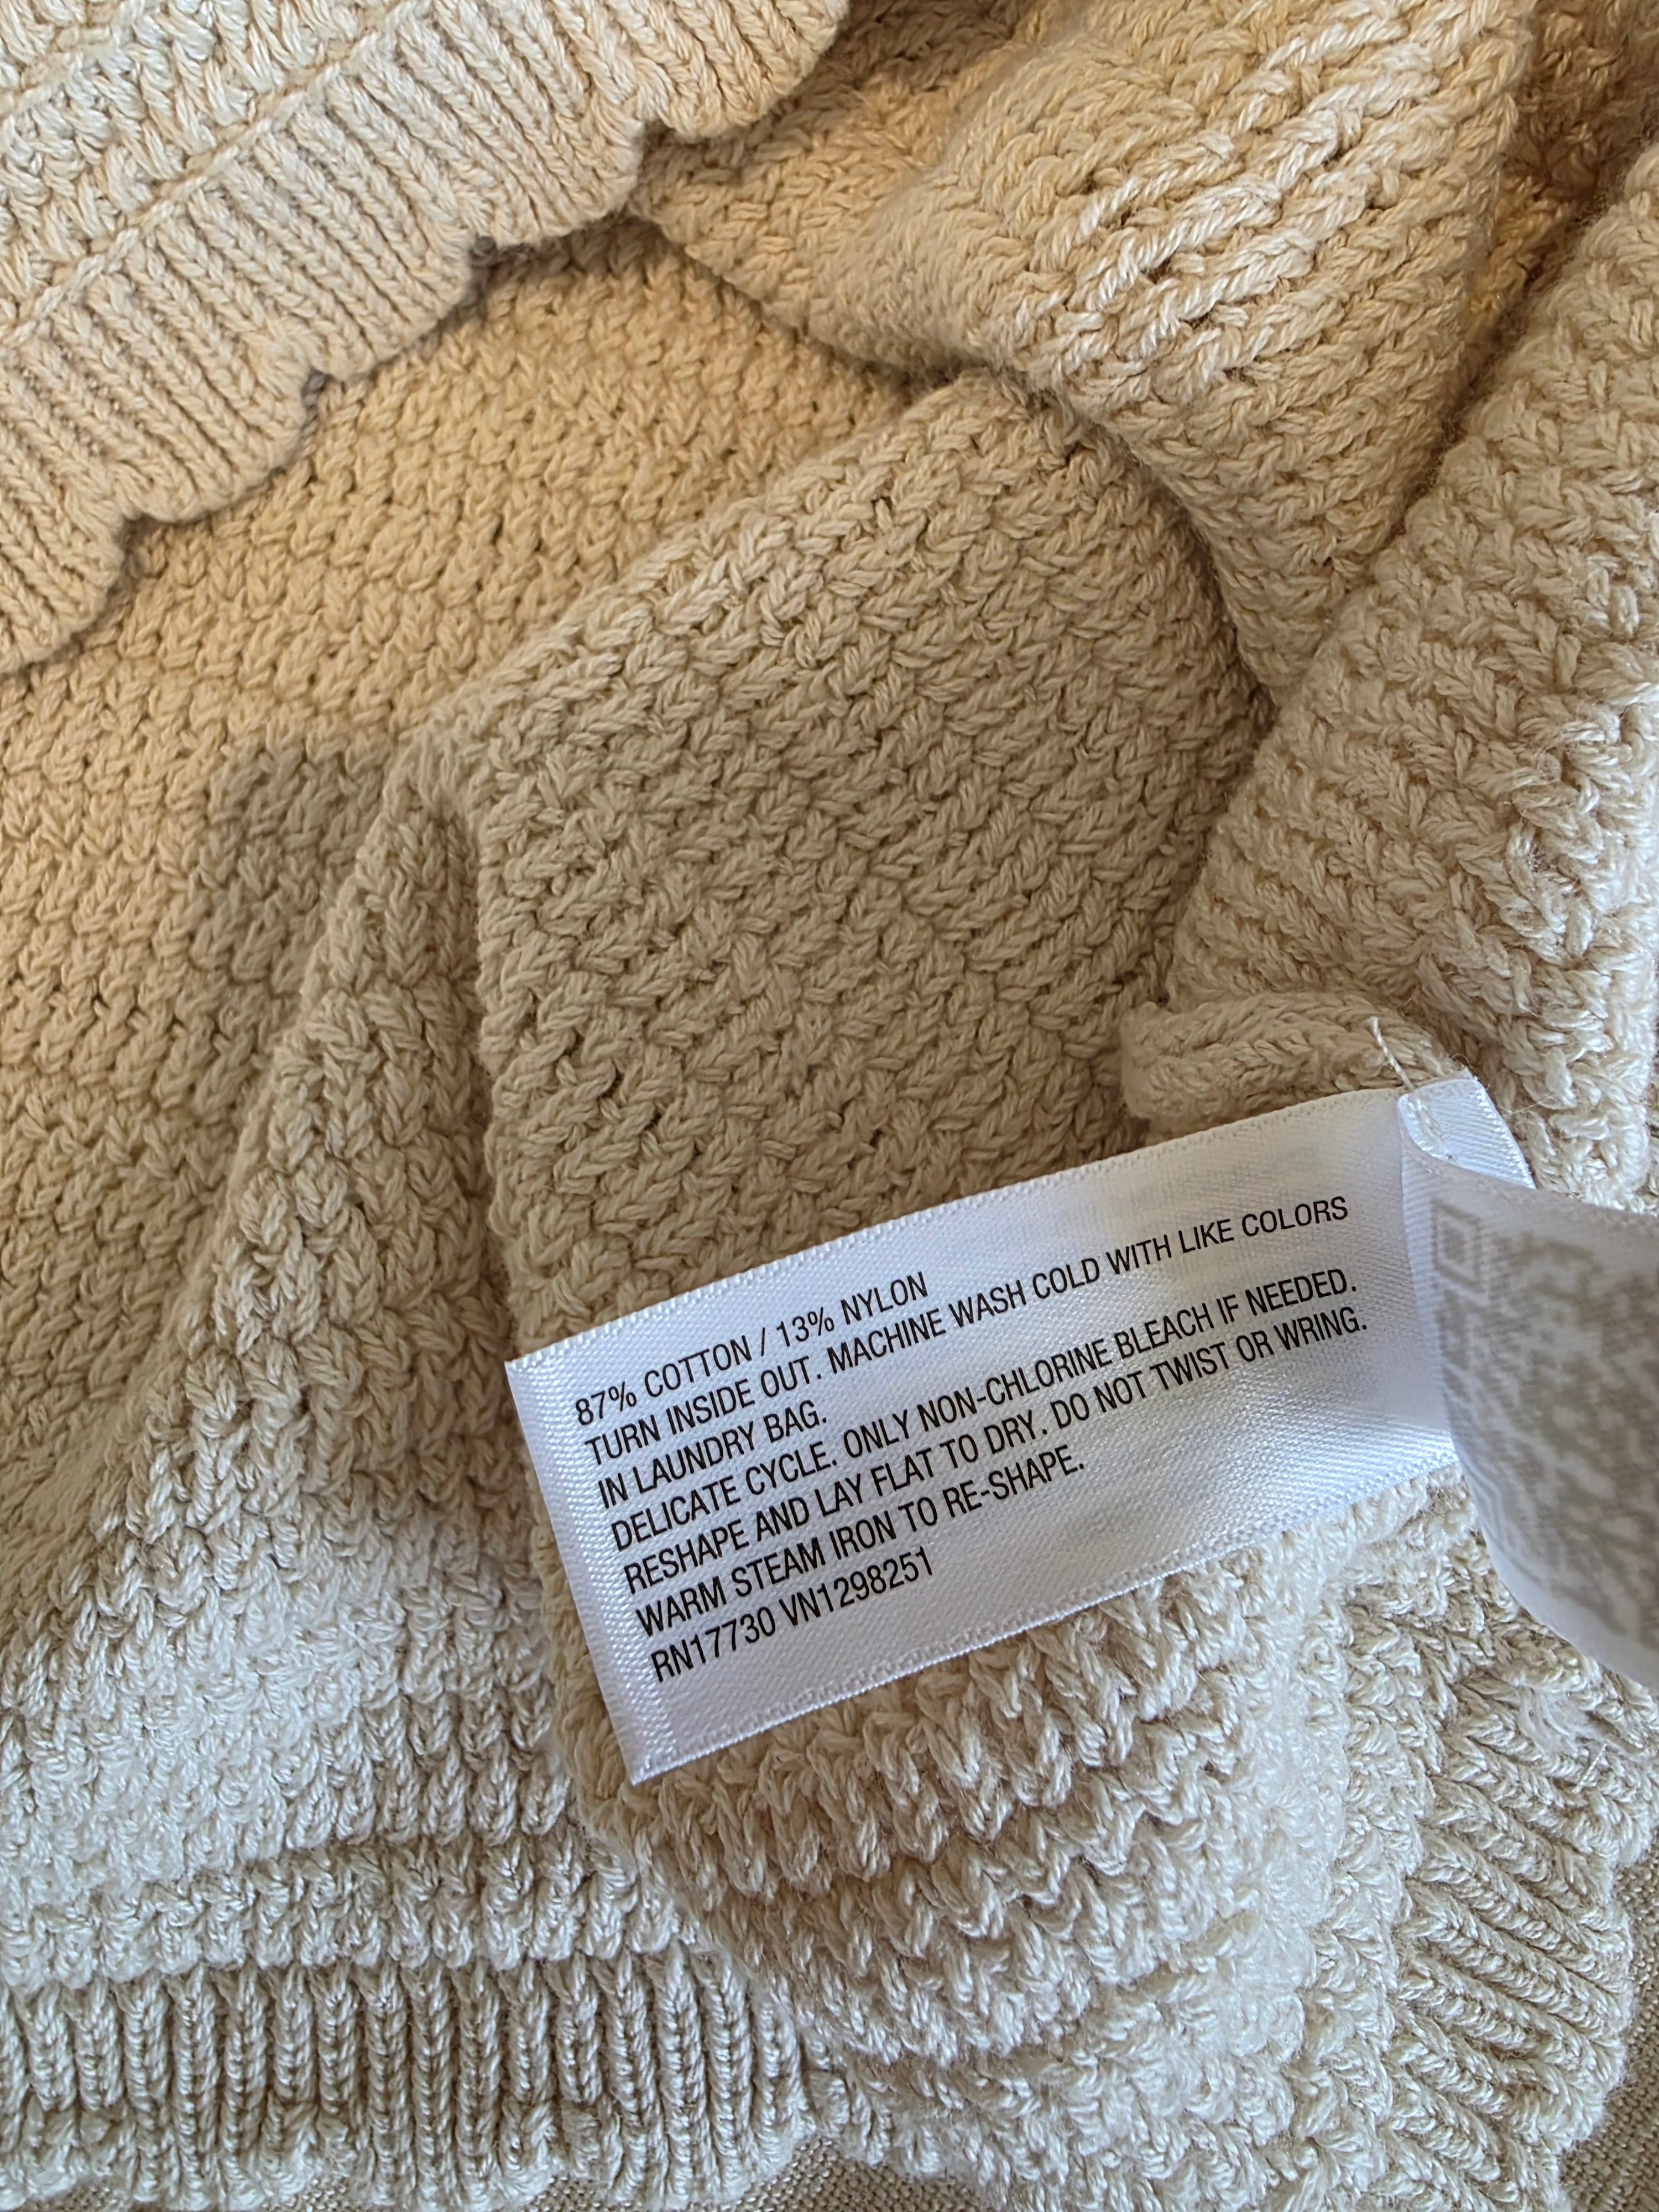 87% COTTON / 13% NYLON
TURN INSIDE OUT. MACHINE WASH COLD WITH LIKE COLORS
IN LAUNDRY BAG.
DELICATE CYCLE. ONLY NON-CHLORINE BLEACH IF NEEDED.
RESHAPE AND LAY FLAT TO DRY. DO NOT TWIST OR WRING.
WARM STEAM IRON TO RE-SHAPE.
RN17730 VN1298251